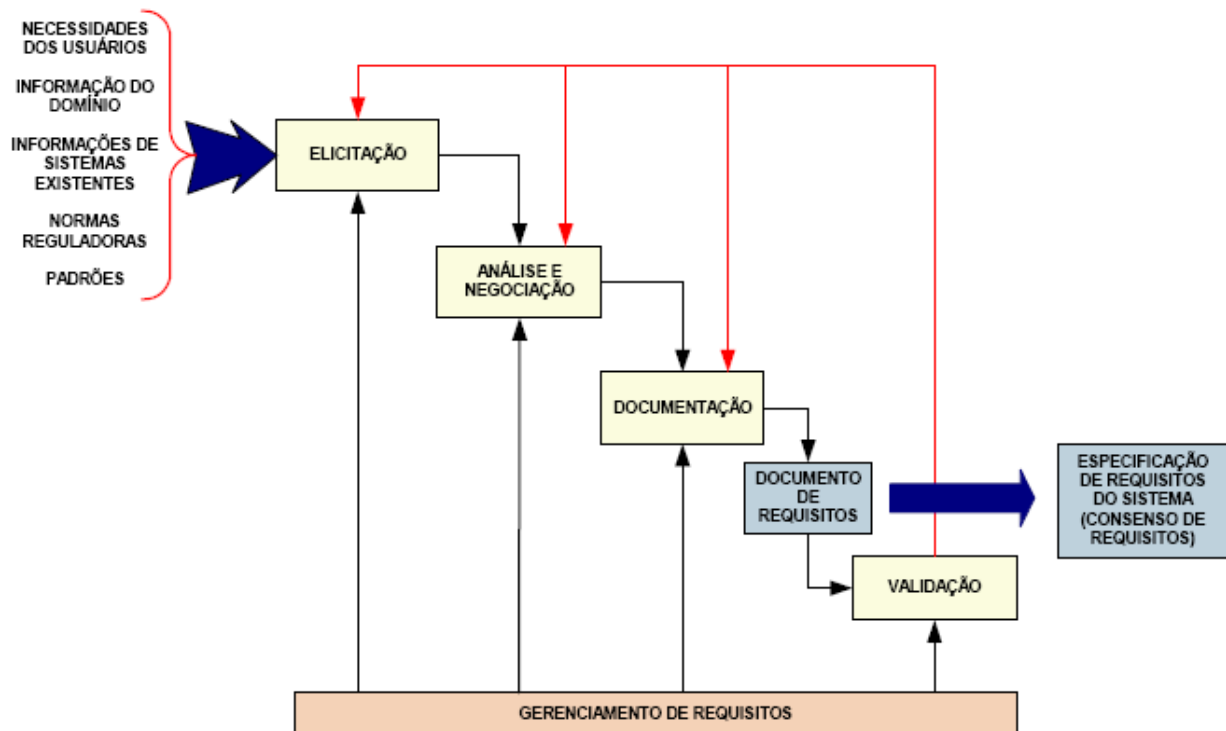 NECESSIDADES
DOS USUÁRIOS
INFORMAÇÃO DO
DOMÍNIO
INFORMAÇÕES DE
SISTEMAS
EXISTENTES
NORMAS
REGULADORAS
PADRÕES
ELICITAÇÃO
ANÁLISE E
NEGOCIAÇÃO
DOCUMENTAÇÃO
DOCUMENTO
DE
REQUISITOS
ESPECIFICAÇÃO
DE REQUISITOS
DO SISTEMA
(CONSENSO DE
REQUISITOS)
VALIDAÇÃO
GERENCIAMENTO DE REQUISITOS